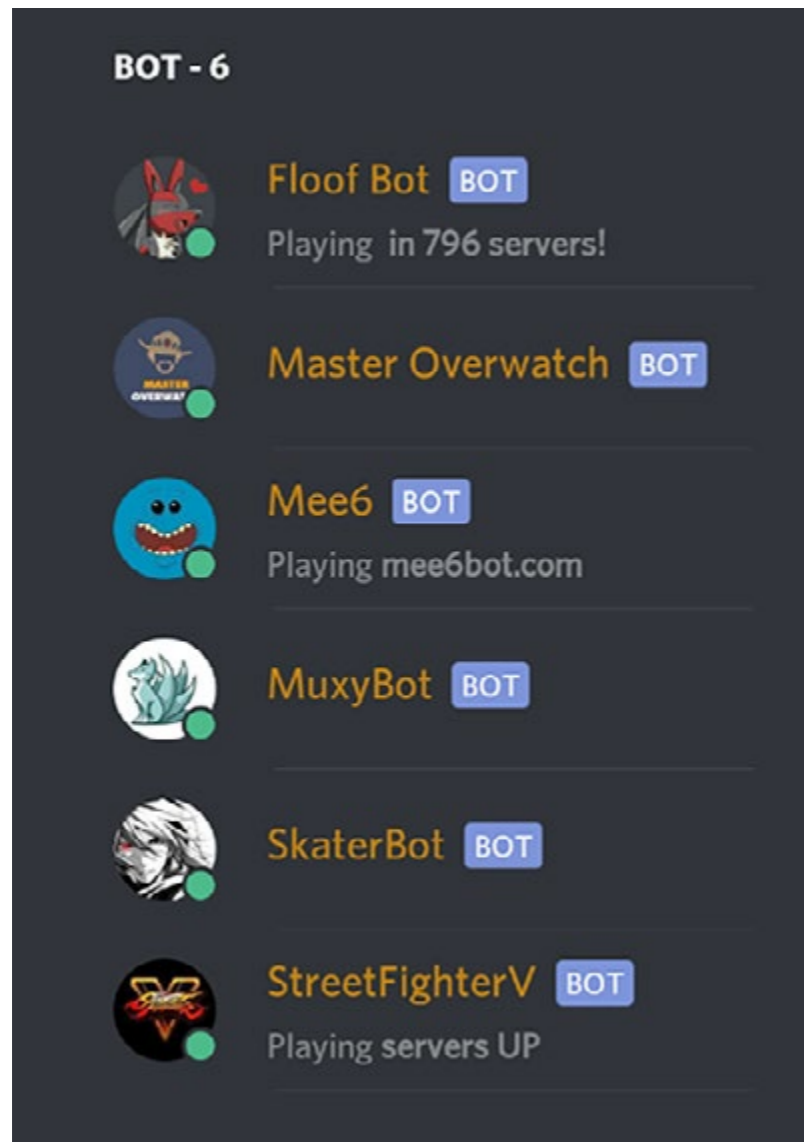 BOT - 6
Floof Bot BOT
Playing in 796 servers!
MASTER
Master Overwatch BOT
Mee6 BOT
Playing mee6bot.com
MuxyBot BOT
SkaterBot BOT
StreetFighterV BOT
Playing servers UP